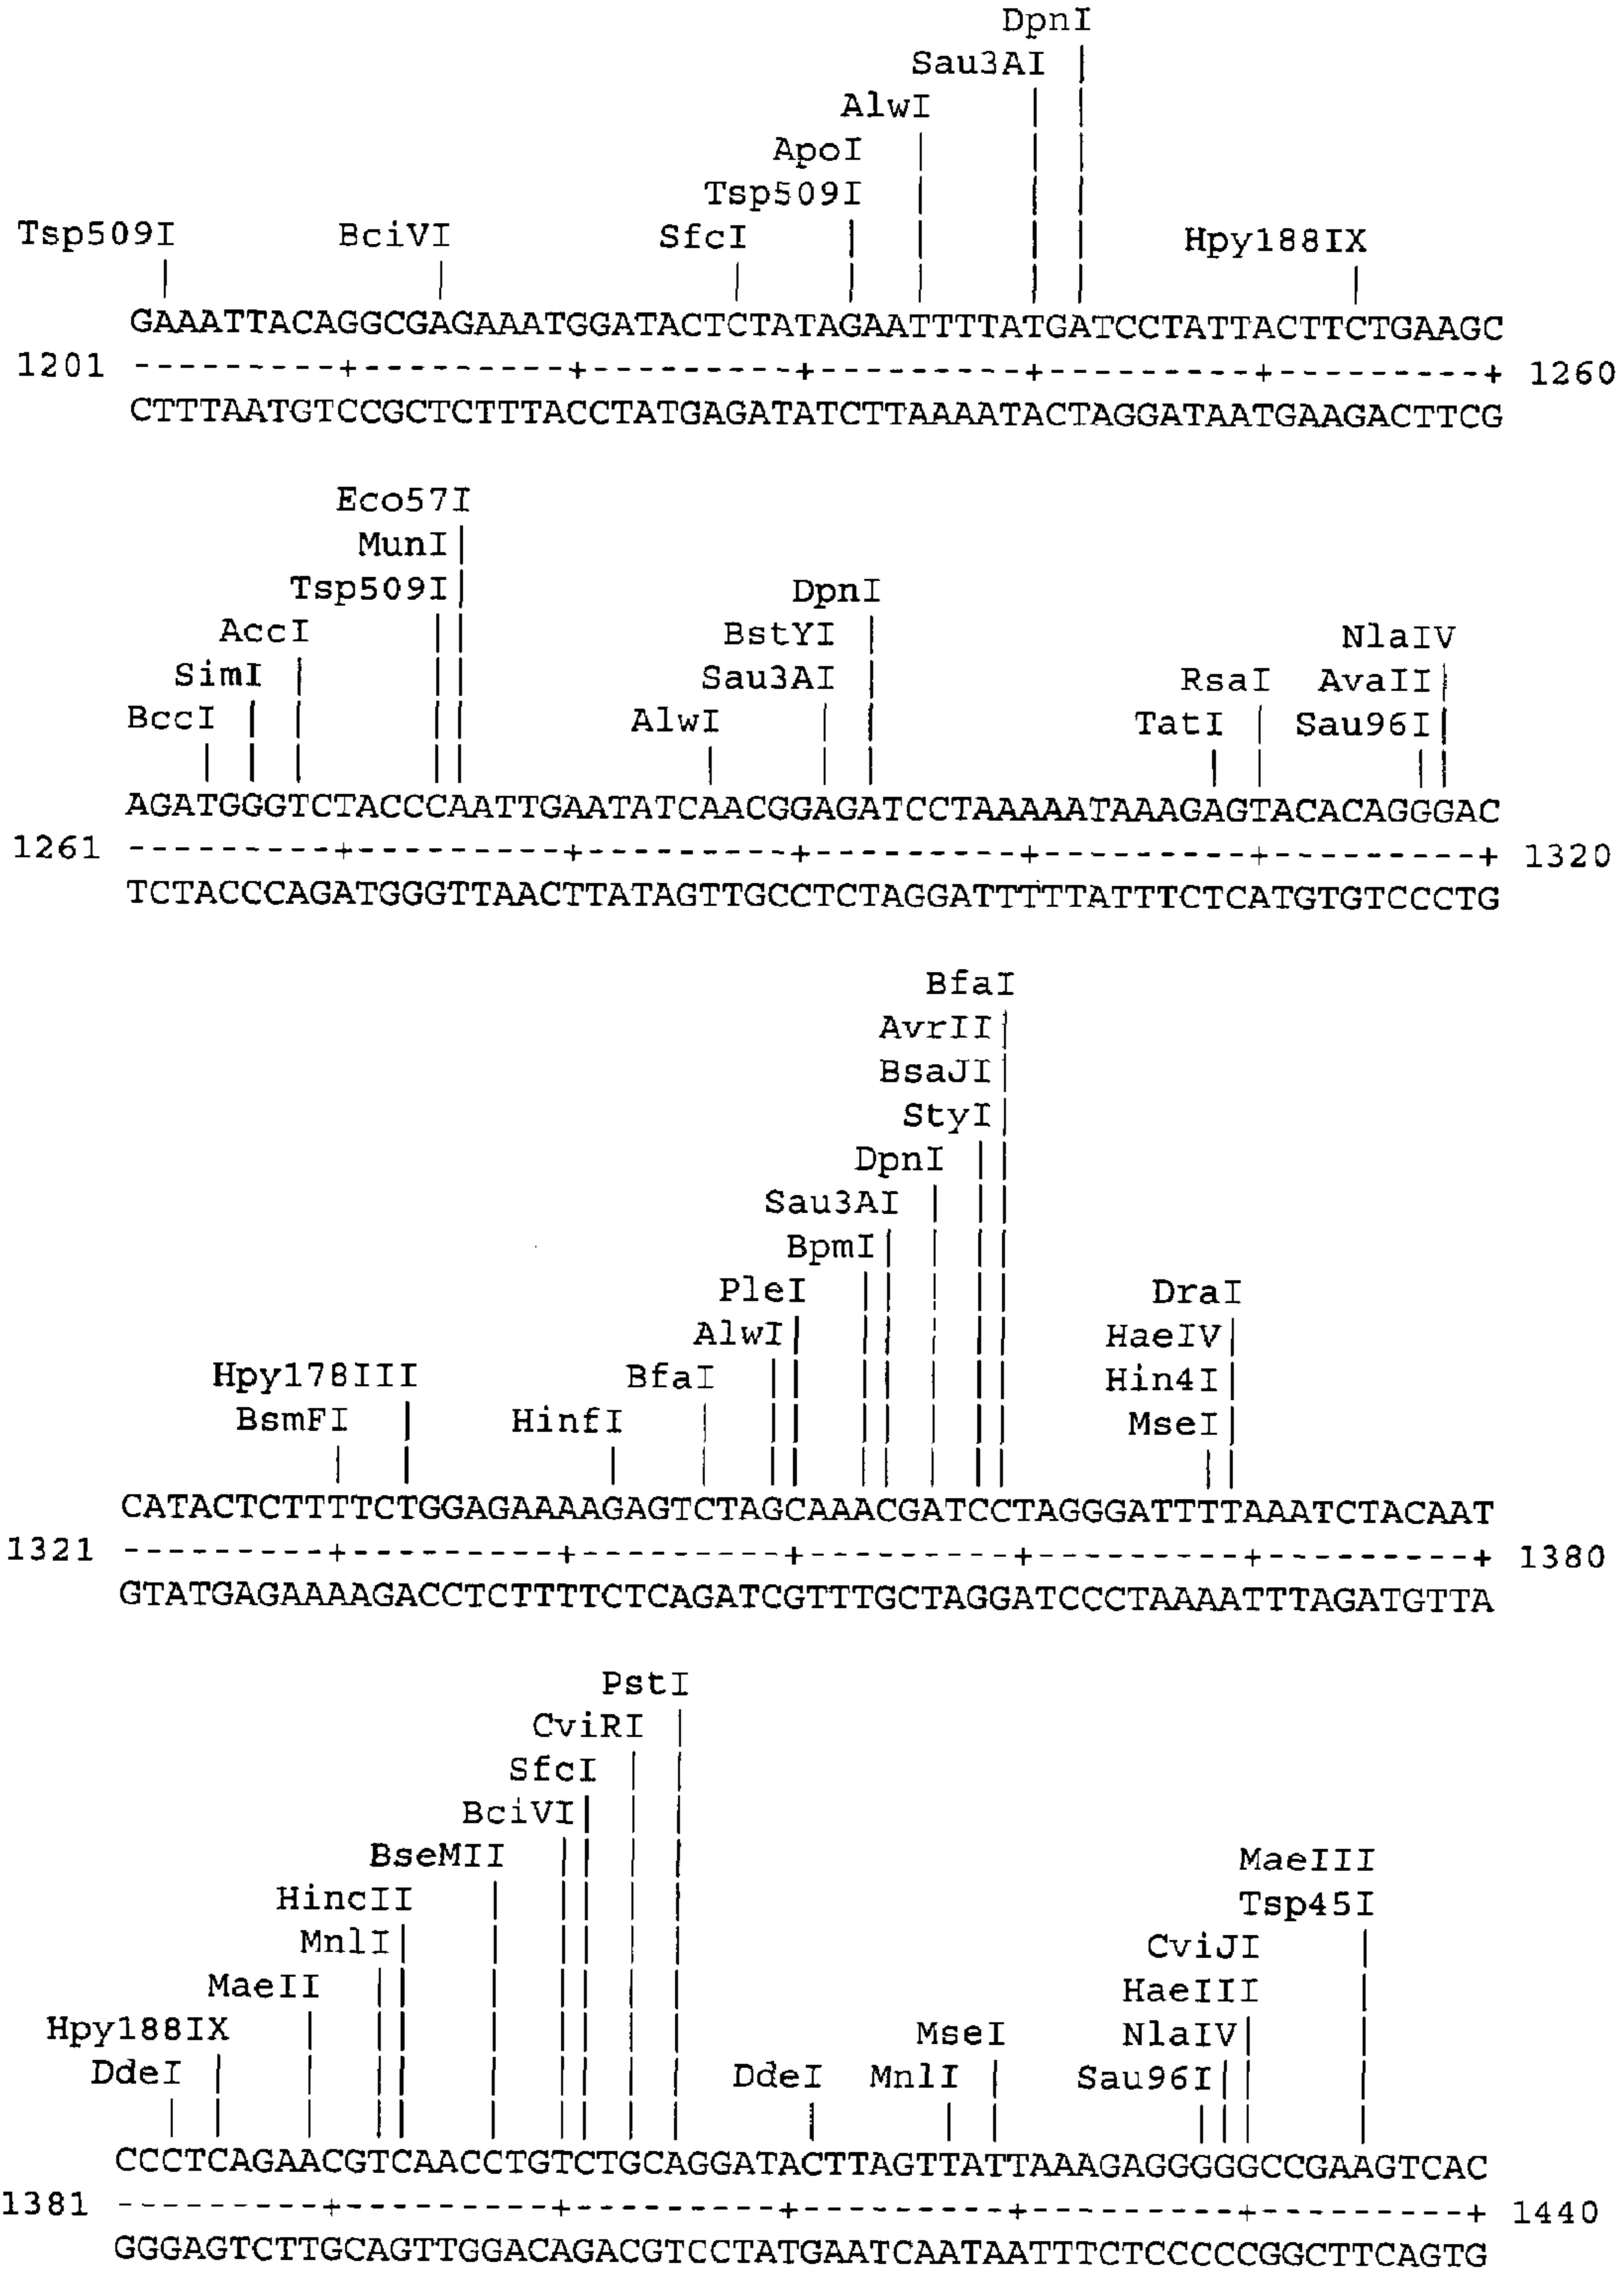 DpnI
Sau3AI
AlwI
ApoI
Tsp509I
Tsp509I BciVI SfcI Hpy188IX
GAAATTACAGGCGAGAAATGGATACTCTATAGAATTTTATGATCCTATTACTTCTGAAGC
1201 ---------+---------+---------+---------+---------+---------+ 1260
CTTTAATGTCCGCTCTTTACCTATGAGATATCTTAAAATACTAGGATAATGAAGACTTCG
Eco57I
MunI
Tsp509I DpnI
AccI BstYI NlaIV
SimI Sau3AI RsaI AvaII
BccI AlwI TatI Sau96I
AGATGGGTCTACCCAATTGAATATCAACGGAGATCCTAAAAATAAAGAGTACACAGGGAC
1261 ---------+---------+---------+---------+---------+---------+ 1320
TCTACCCAGATGGGTTAACTTATAGTTGCCTCTAGGATTTTTATTTCTCATGTGTCCCTG
BfaI
AvrII
BsaJI
StyI
DpnI
Sau3AI
BpmI
PleI DraI
AlwI HaeIV
Hpy178III BfaI Hin4I
BsmFI HinfI MseI
CATACTCTTTTCTGGAGAAAAGAGTCTAGCAAACGATCCTAGGGATTTTAAATCTACAAT
1321 ---------+---------+---------+---------+---------+---------+ 1380
GTATGAGAAAAGACCTCTTTTCTCAGATCGTTTGCTAGGATCCCTAAAATTTAGATGTTA
PstI
CviRI
SfcI
BciVI
BseMII MaeIII
HincII Tsp45I
MnlI CviJI
MaeII HaeIII
Hpy188IX MseI NlaIV
DdeI DdeI MnlI Sau96I
CCCTCAGAACGTCAACCTGTCTGCAGGATACTTAGTTATTAAAGAGGGGGCCGAAGTCAC
1381 ---------+---------+---------+---------+---------+---------+ 1440
GGGAGTCTTGCAGTTGGACAGACGTCCTATGAATCAATAATTTCTCCCCCGGCTTCAGTG